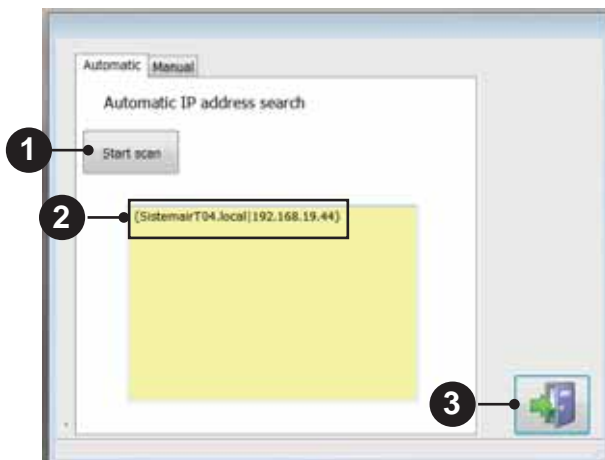 Automatic Manual
Automatic IP address search
1
Start scan
2
(SistemairT04.local|192.168.19.44)
3